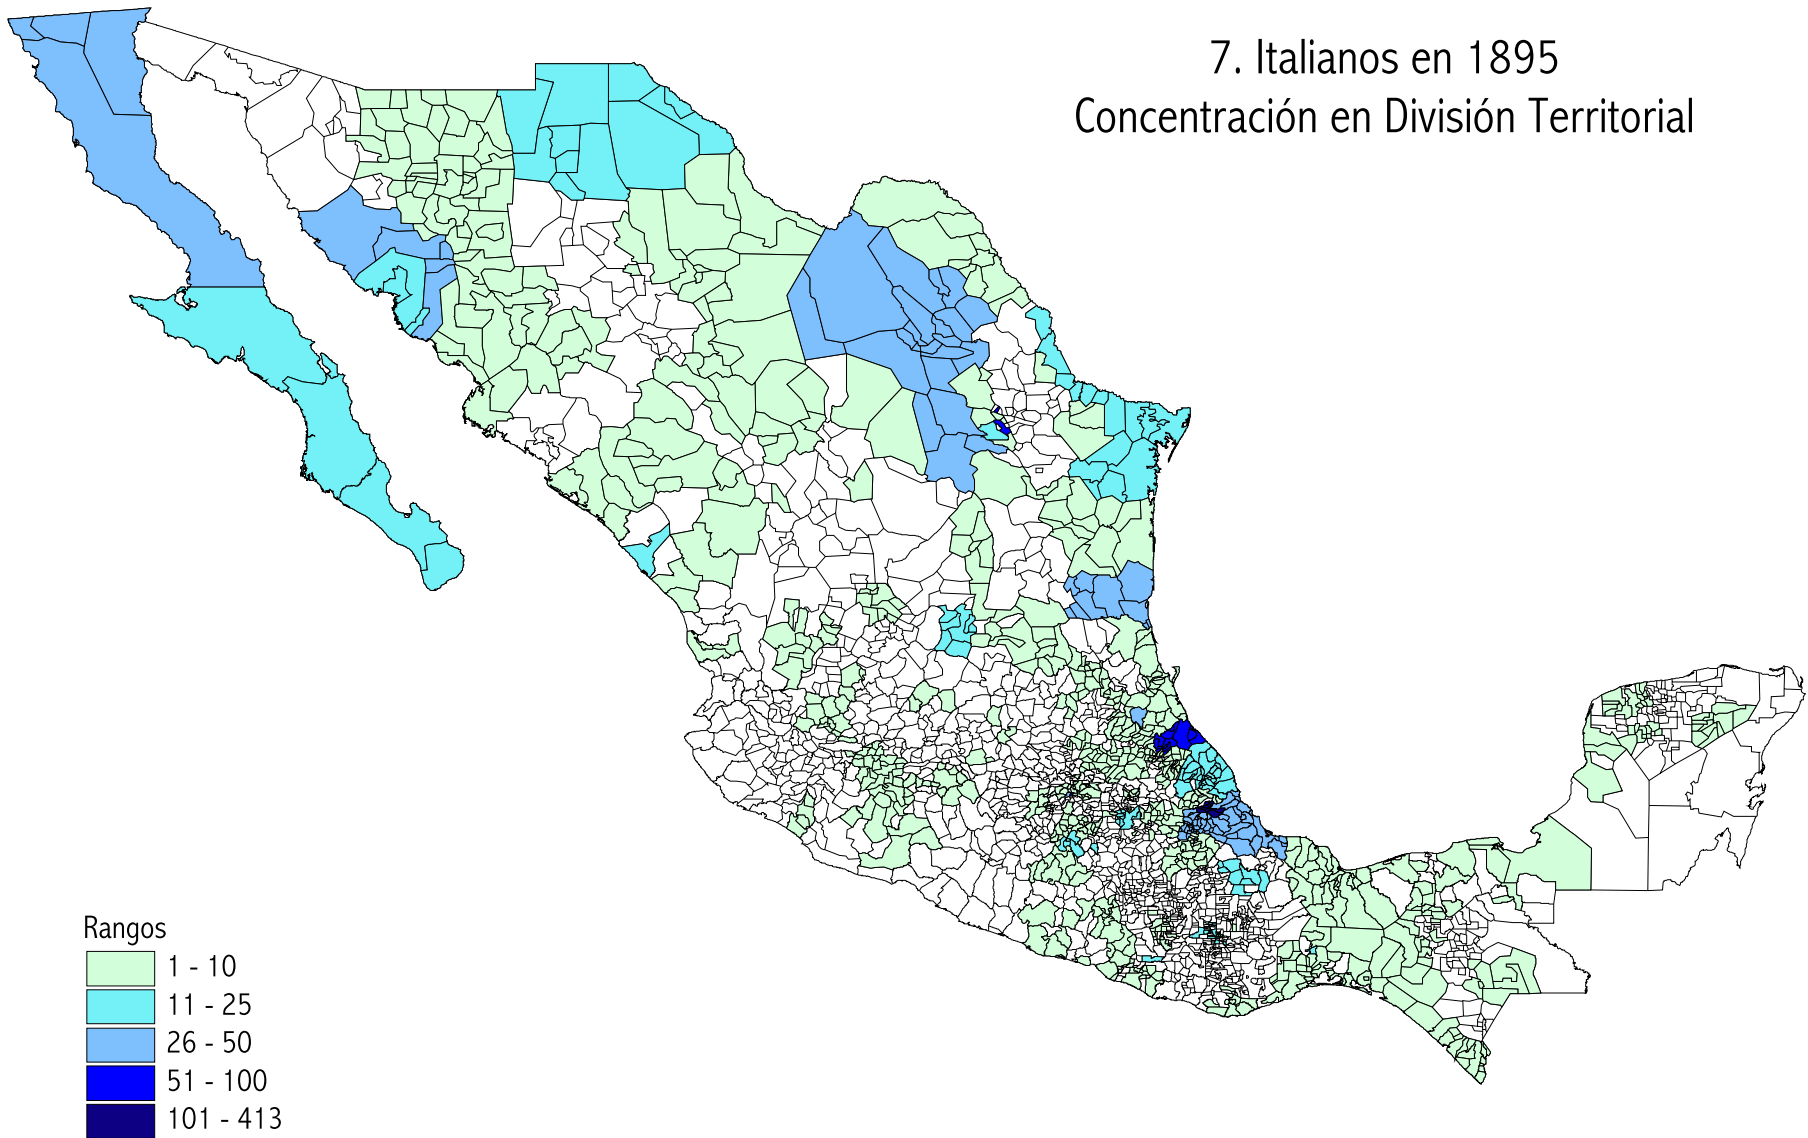 7. Italianos en 1895
Concentración en División Territorial
Rangos
1 - 10
11 - 25
26 - 50
51 - 100
101 - 413